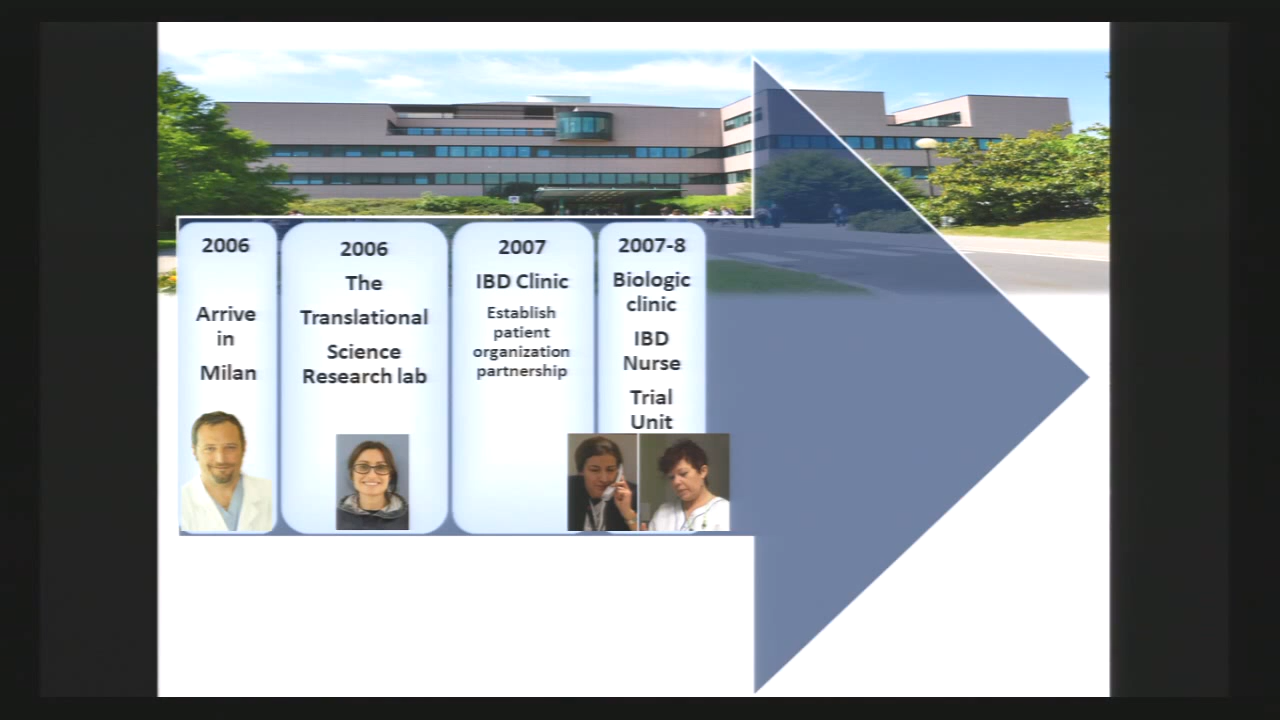 2006
Arrive
in
Milan
2006
The
Translational
Science
Research lab
2007
IBD Clinic
Establish
patient
organization
partnership
2007-8
Biologic
clinic
IBD
Nurse
Trial
Unit